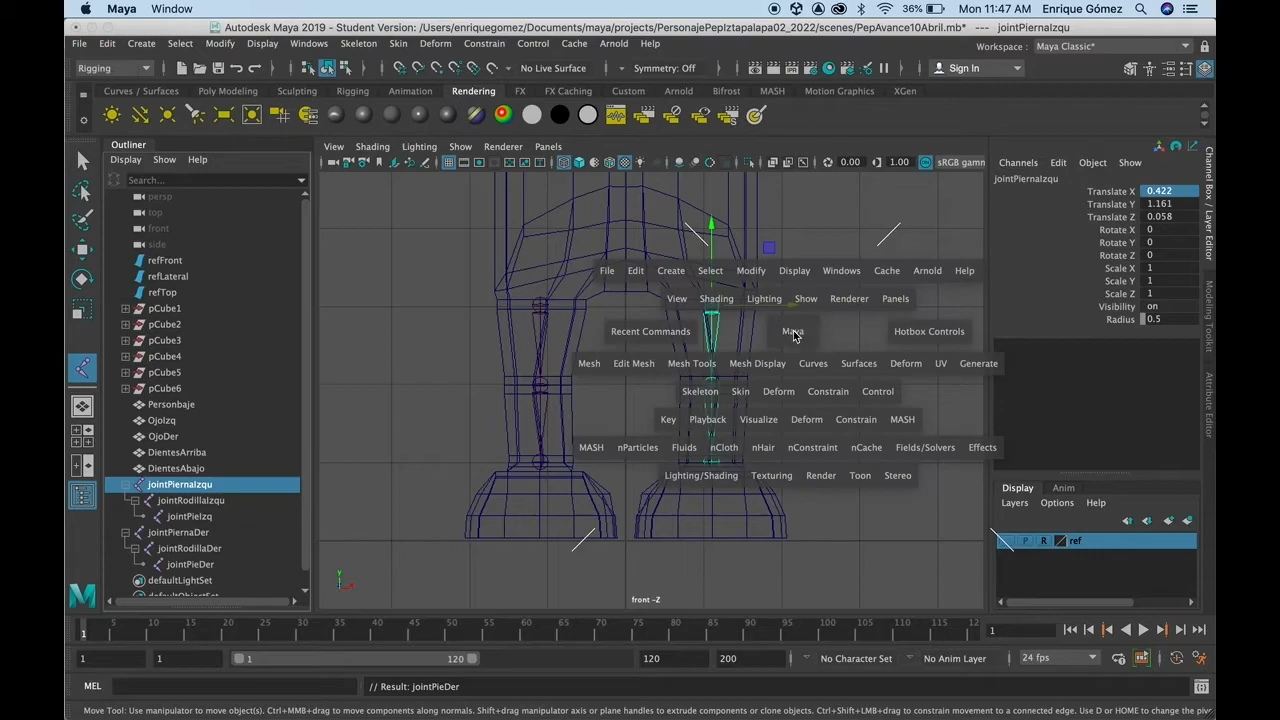 Maya Window 36% Mon 11:47 AM Enrique Gómez
Autodesk Maya 2019 - Student Version: /Users/enriquegomez/Documents/maya/projects/PersonajePepIztapalapa02_2022/scenes/PepAvance10Abril.mb* --- jointPiernaIzqu
File Edit Create Select Modify Display Windows Skeleton Skin Deform Constrain Control Cache Arnold Help
Workspace : Maya Classic*
Rigging No Live Surface Symmetry: Off Sign In
Curves / Surfaces Poly Modeling Sculpting Rigging Animation Rendering FX FX Caching Custom Arnold Bifrost MASH Motion Graphics XGen
Outliner
Display Show Help
Search...
persp
top
front
side
refFront
refLateral
refTop
pCube1
pCube2
pCube3
pCube4
pCube5
pCube6
Personbaje
OjoIzq
OjoDer
DientesArriba
DientesAbajo
jointPiernaIzqu
jointRodillaIzqu
jointPieIzq
jointPiernaDer
jointRodillaDer
jointPieDer
defaultLightSet
View Shading Lighting Show Renderer Panels
0.00 1.00 sRGB gamm
File Edit Create Select Modify Display Windows Cache Arnold Help
View Shading Lighting Show Renderer Panels
Recent Commands Maya Hotbox Controls
Mesh Edit Mesh Mesh Tools Mesh Display Curves Surfaces Deform UV Generate
Skeleton Skin Deform Constrain Control
Key Playback Visualize Deform Constrain MASH
MASH nParticles Fluids nCloth nHair nConstraint nCache Fields/Solvers Effects
Lighting/Shading Texturing Render Toon Stereo
front -Z
Channels Edit Object Show
jointPiernaIzqu
Translate X 0.422
Translate Y 1.161
Translate Z 0.058
Rotate X 0
Rotate Y 0
Rotate Z 0
Scale X 1
Scale Y 1
Scale Z 1
Visibility on
Radius 0.5
Channel Box / Layer Editor
Modeling Toolkit
Attribute Editor
Display Anim
Layers Options Help
P R ref
1 5 10 15 20 25 30 35 40 45 50 55 60 65 70 75 80 85 90 95 100 105 110 115 12
1
1 1 1 120 120 200 No Character Set No Anim Layer 24 fps
MEL // Result: jointPieDer
Move Tool: Use manipulator to move object(s). Ctrl+MMB+drag to move components along normals. Shift+drag manipulator axis or plane handles to extrude components or clone objects. Ctrl+Shift+LMB+drag to constrain movement to a connected edge. Use D or HOME to change the piv